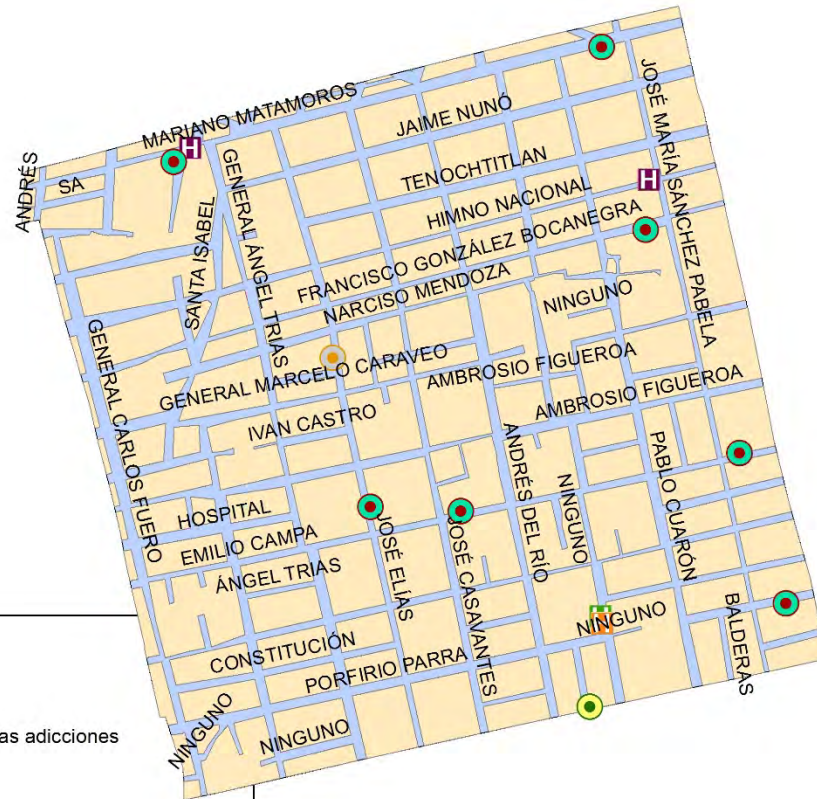 MARIANO MATAMOROS
JAIME NUNÓ
JOSÉ MARÍA SÁNCHEZ PABELA
ANDRÉS
SA
TENOCHTITLAN
GENERAL ÁNGEL TRIAS
HIMNO NACIONAL
SANTA ISABEL
FRANCISCO GONZÁLEZ BOCANEGRA
NARCISO MENDOZA
NINGUNO
GENERAL CARLOS FUERO
GENERAL MARCELO CARAVEO
AMBROSIO FIGUEROA
AMBROSIO FIGUEROA
IVAN CASTRO
ANDRÉS DEL RÍO
NINGUNO
PABLO CUARÓN
HOSPITAL
EMILIO CAMPA
JOSÉ ELÍAS
JOSÉ CASAVANTES
ÁNGEL TRIAS
BALDERAS
NINGUNO
CONSTITUCIÓN
PORFIRIO PARRA
NINGUNO
NINGUNO
as adicciones
H
H